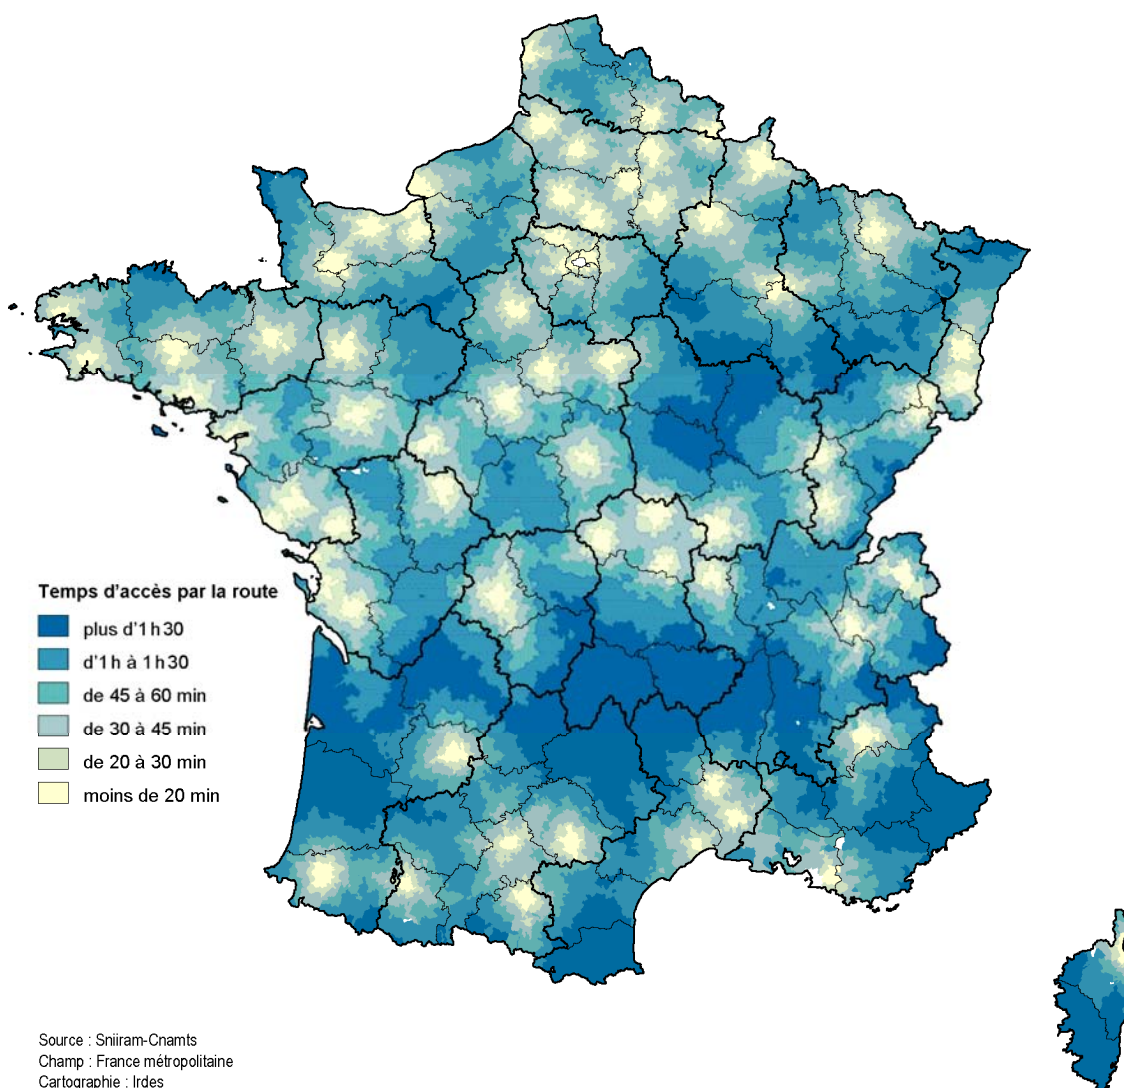 Temps d'accès par la route
plus d'1 h 30
d'1h à 1 h 30
de 45 à 60 min
de 30 à 45 min
de 20 à 30 min
moins de 20 min
Source : Sniiram-Cnamts
Champ : France métropolitaine
Cartographie : Irdes